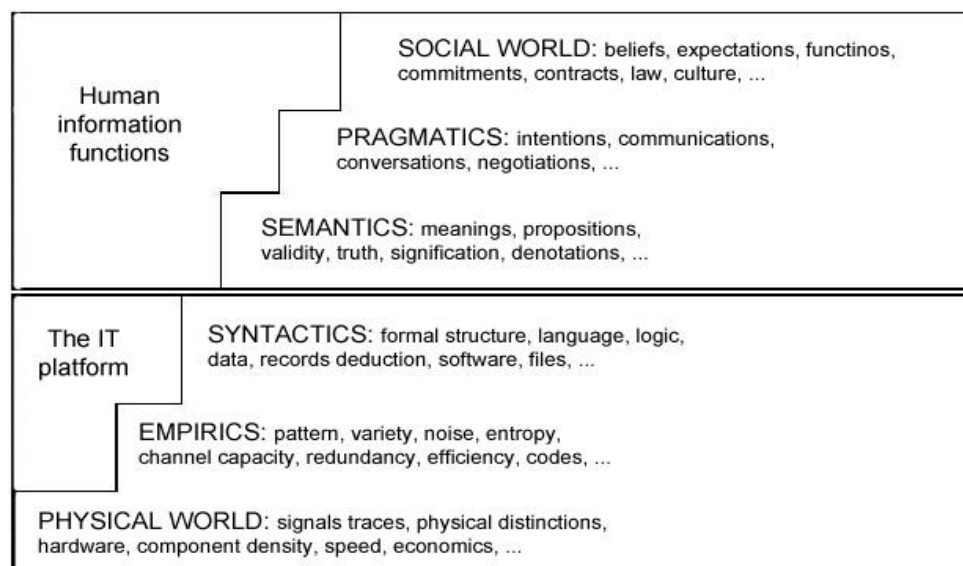 SOCIAL WORLD: beliefs, expectations, functinos,
commitments, contracts, law, culture, ...
Human
information
functions
PRAGMATICS: intentions, communications,
conversations, negotiations, ...
SEMANTICS: meanings, propositions,
validity, truth, signification, denotations, ...
The IT
platform
SYNTACTICS: formal structure, language, logic,
data, records deduction, software, files, ...
EMPIRICS: pattern, variety, noise, entropy,
channel capacity, redundancy, efficiency, codes, ...
PHYSICAL WORLD: signals traces, physical distinctions,
hardware, component density, speed, economics, ...